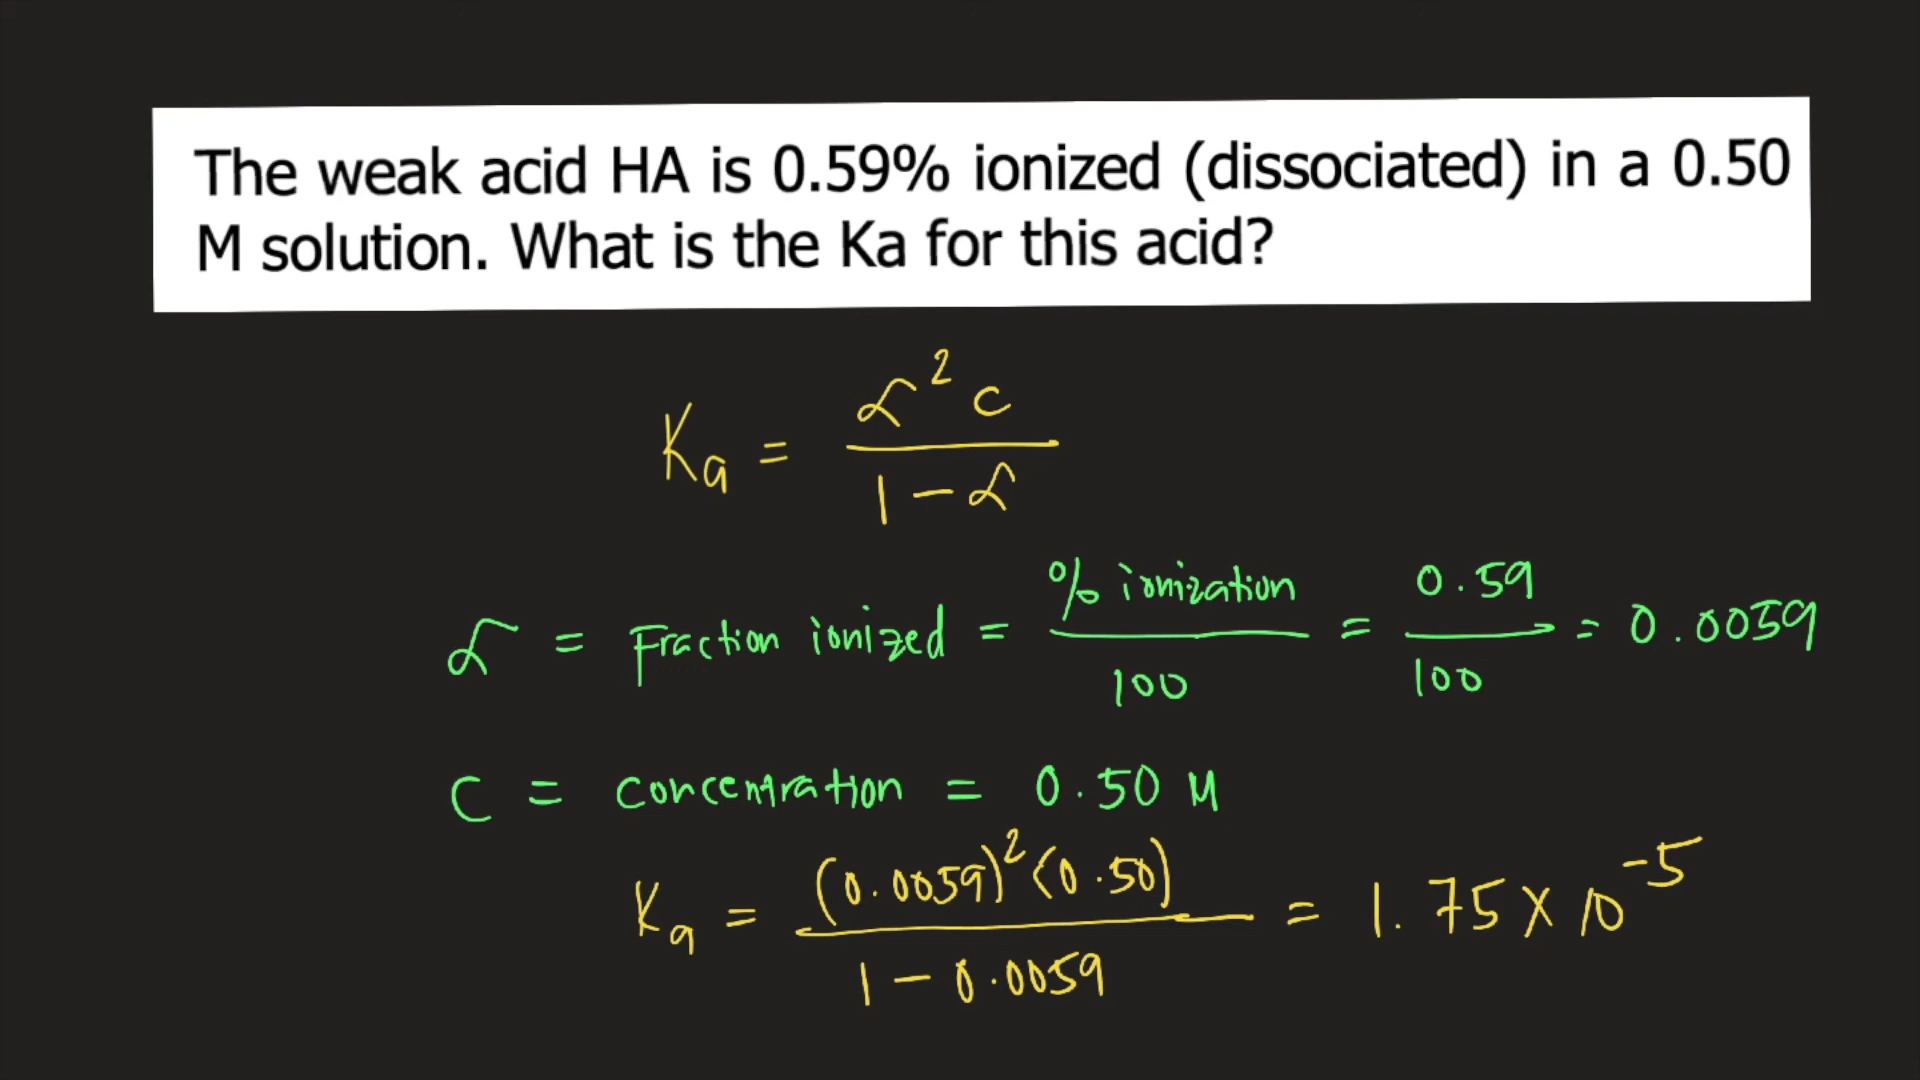 The weak acid HA is 0.59% ionized (dissociated) in a 0.50
M solution. What is the Ka for this acid?
Ka = α²c / 1 - α
α = Fraction ionized = % ionization / 100 = 0.59 / 100 = 0.0059
C = concentration = 0.50 M
Ka = (0.0059)²(0.50) / 1 - 0.0059 = 1.75 x 10⁻⁵